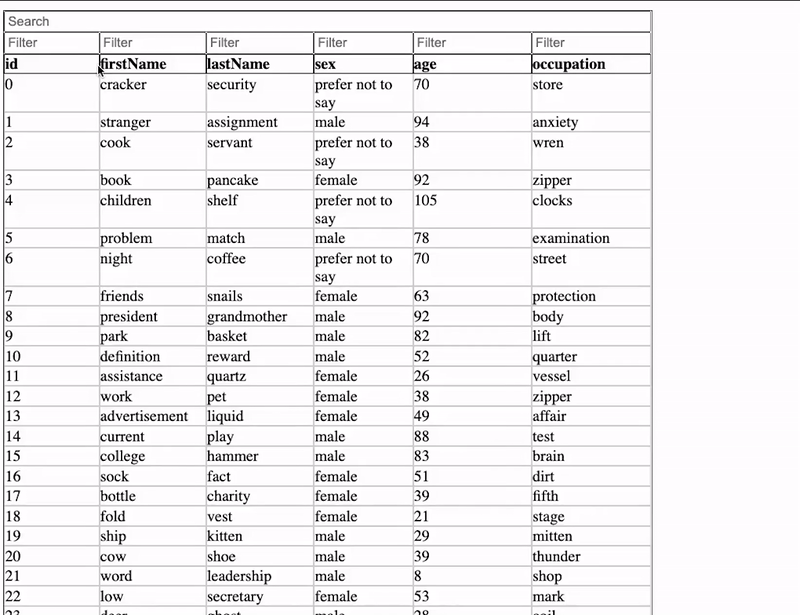 Search
Filter Filter Filter Filter Filter Filter
id firstName lastName sex age occupation
0 cracker security prefer not to say 70 store
1 stranger assignment male 94 anxiety
2 cook servant prefer not to say 38 wren
3 book pancake female 92 zipper
4 children shelf prefer not to say 105 clocks
5 problem match male 78 examination
6 night coffee prefer not to say 70 street
7 friends snails female 63 protection
8 president grandmother male 92 body
9 park basket male 82 lift
10 definition reward male 52 quarter
11 assistance quartz female 26 vessel
12 work pet female 38 zipper
13 advertisement liquid female 49 affair
14 current play male 88 test
15 college hammer male 83 brain
16 sock fact female 51 dirt
17 bottle charity female 39 fifth
18 fold vest female 21 stage
19 ship kitten male 29 mitten
20 cow shoe male 39 thunder
21 word leadership male 8 shop
22 low secretary female 53 mark